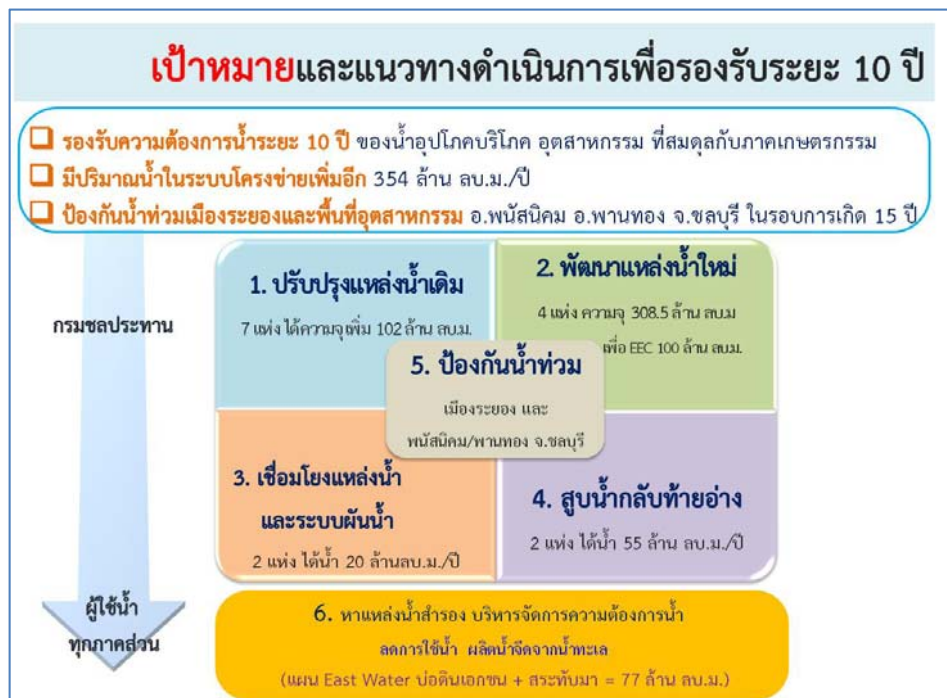 เป้าหมายและแนวทางดำเนินการเพื่อรองรับระยะ 10 ปี
รองรับความต้องการน้ำระยะ 10 ปี ของน้ำอุปโภคบริโภค อุตสาหกรรม ที่สมดุลกับภาคเกษตรกรรม
มีปริมาณน้ำในระบบโครงข่ายเพิ่มอีก 354 ล้าน ลบ.ม./ปี
ป้องกันน้ำท่วมเมืองระยองและพื้นที่อุตสาหกรรม อ.พนัสนิคม อ.พานทอง จ.ชลบุรี ในรอบการเกิด 15 ปี
กรมชลประทาน
1. ปรับปรุงแหล่งน้ำเดิม
7 แห่ง ได้ความจุเพิ่ม 102 ล้าน ลบ.ม.
2. พัฒนาแหล่งน้ำใหม่
4 แห่ง ความจุ 308.5 ล้าน ลบ.ม
เพื่อ EEC 100 ล้าน ลบ.ม.
5. ป้องกันน้ำท่วม
เมืองระยอง และ
พนัสนิคม/พานทอง จ.ชลบุรี
3. เชื่อมโยงแหล่งน้ำ
และระบบผันน้ำ
2 แห่ง ได้น้ำ 20 ล้านลบ.ม./ปี
4. สูบน้ำกลับท้ายอ่าง
2 แห่ง ได้น้ำ 55 ล้าน ลบ.ม./ปี
ผู้ใช้น้ำ
ทุกภาคส่วน
6. หาแหล่งน้ำสำรอง บริหารจัดการความต้องการน้ำ
ลดการใช้น้ำ ผลิตน้ำจืดจากน้ำทะเล
(แผน East Water บ่อดินเอกชน + สระทับมา = 77 ล้าน ลบ.ม.)